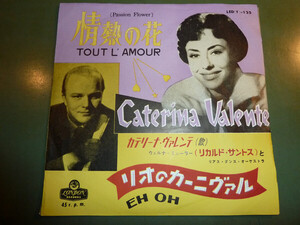 (Passion Flower)
情熱の花
TOUT L'AMOUR
Caterina Valente
カテリーナ・ヴァレンテ(歌)
(リカルド・サントス)と
リオのカーニヴァル
EH OH
LONDON
45 r.p.m.